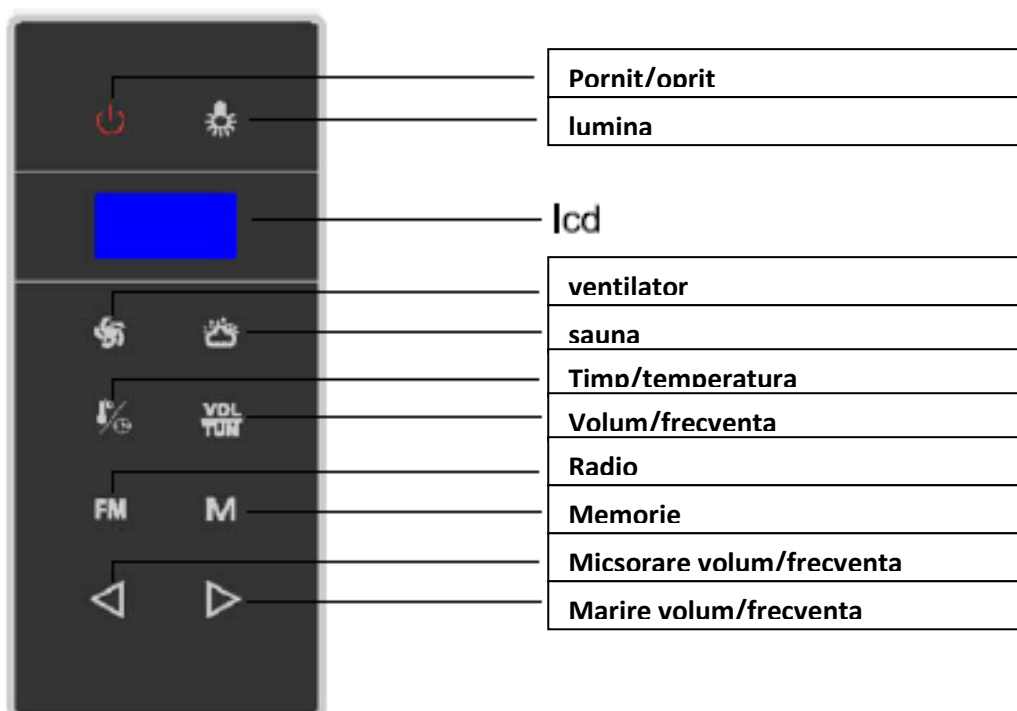 Pornit/oprit
lumina
lcd
ventilator
sauna
Timp/temperatura
VOL
TUN
Volum/frecventa
FM
Radio
M
Memorie
Micsorare volum/frecventa
Marire volum/frecventa